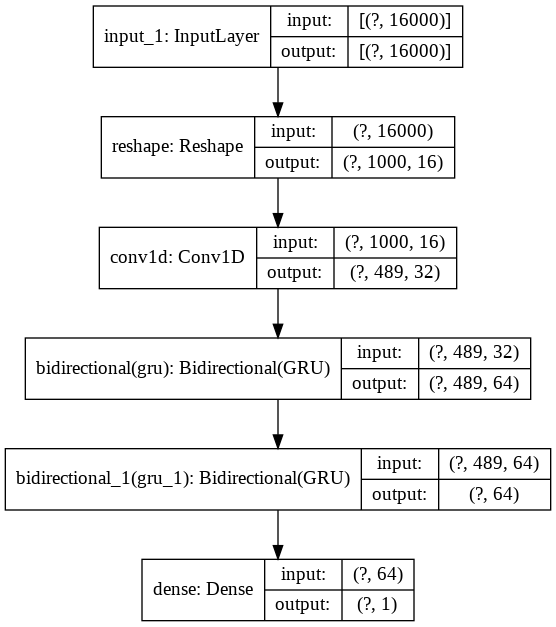 input_1: InputLayer
input:
[(?, 16000)]
output:
[(?, 16000)]
reshape: Reshape
input:
(?, 16000)
output:
(?, 1000, 16)
conv1d: Conv1D
input:
(?, 1000, 16)
output:
(?, 489, 32)
bidirectional(gru): Bidirectional(GRU)
input:
(?, 489, 32)
output:
(?, 489, 64)
bidirectional_1(gru_1): Bidirectional(GRU)
input:
(?, 489, 64)
output:
(?, 64)
dense: Dense
input:
(?, 64)
output:
(?, 1)